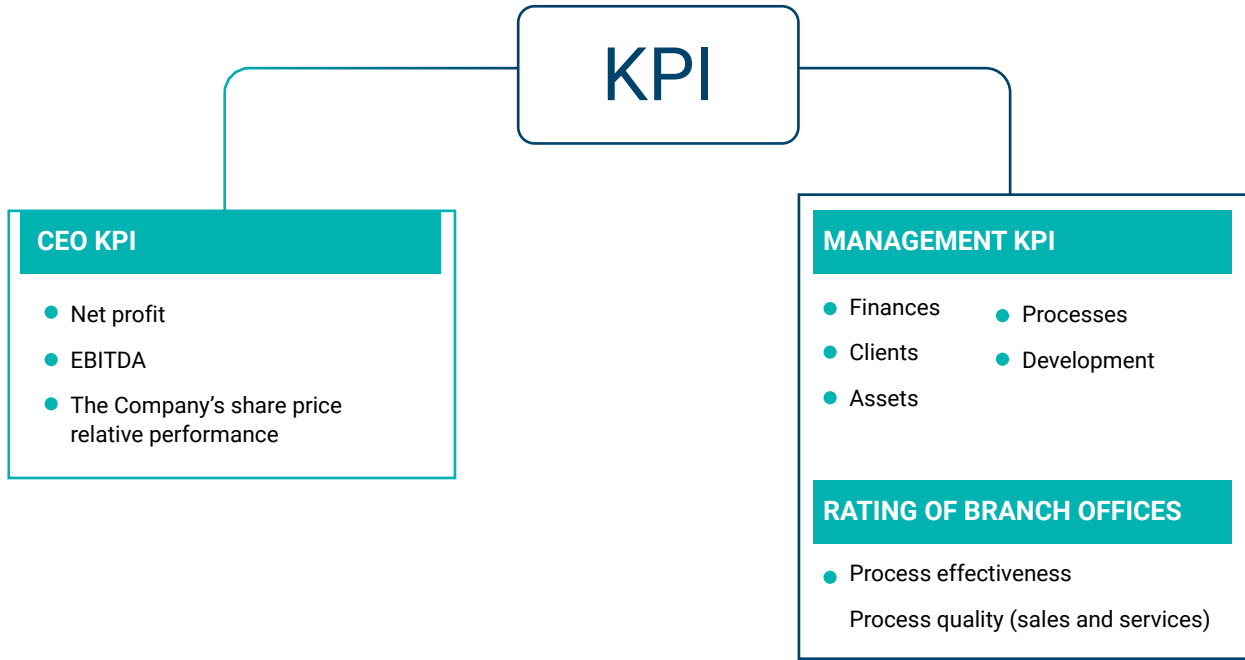 KPI
CEO KPI
Net profit
EBITDA
The Company’s share price
relative performance
MANAGEMENT KPI
Finances
Clients
Assets
Processes
Development
RATING OF BRANCH OFFICES
Process effectiveness
Process quality (sales and services)